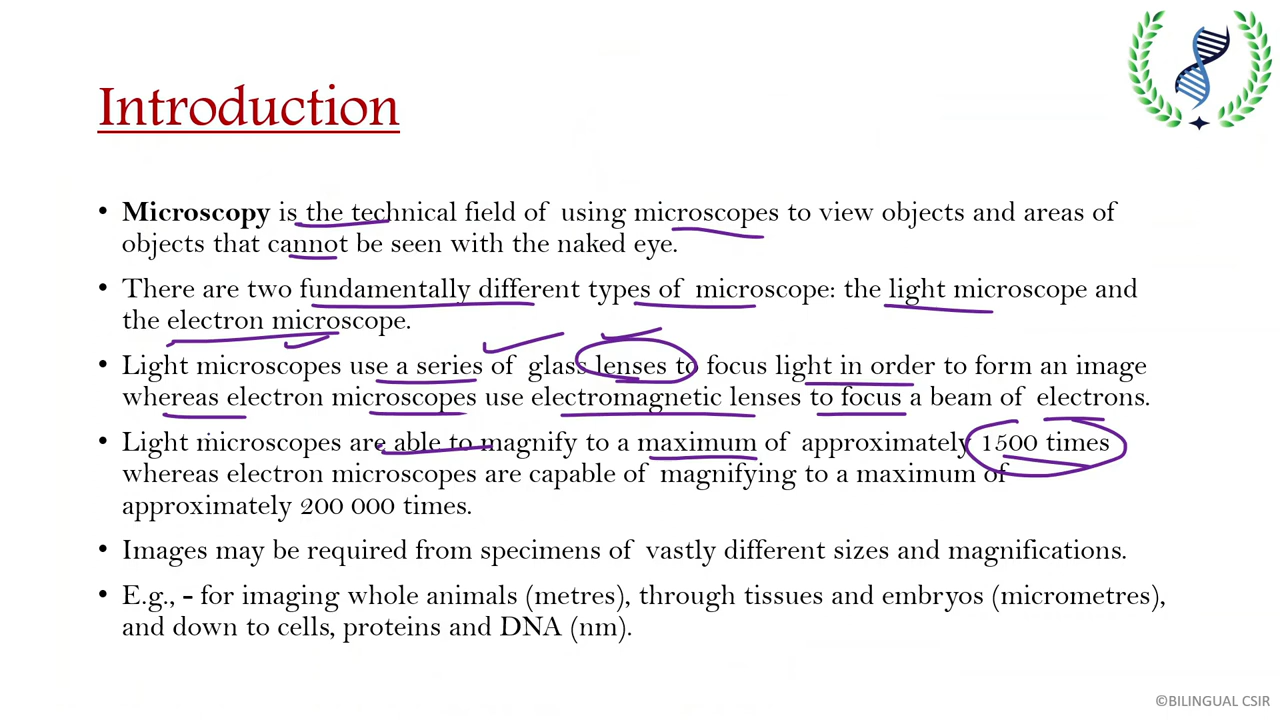 Introduction
• Microscopy is the technical field of using microscopes to view objects and areas of
objects that cannot be seen with the naked eye.
• There are two fundamentally different types of microscope: the light microscope and
the electron microscope.
• Light microscopes use a series of glass lenses to focus light in order to form an image
whereas electron microscopes use electromagnetic lenses to focus a beam of electrons.
• Light microscopes are able to magnify to a maximum of approximately 1500 times
whereas electron microscopes are capable of magnifying to a maximum of
approximately 200 000 times.
• Images may be required from specimens of vastly different sizes and magnifications.
• E.g., - for imaging whole animals (metres), through tissues and embryos (micrometres),
and down to cells, proteins and DNA (nm).
©BILINGUAL CSIR